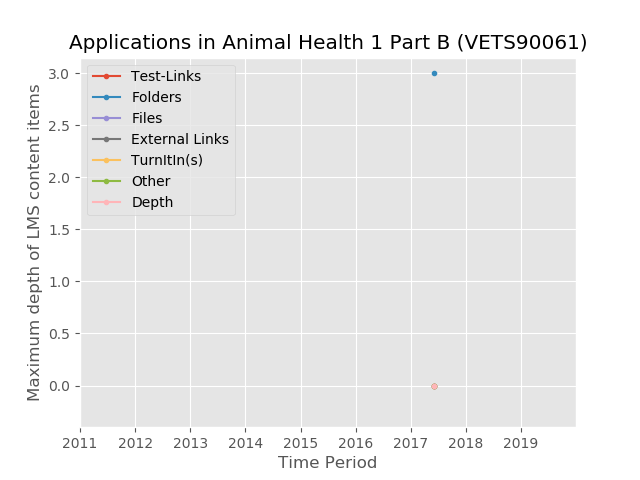 Applications in Animal Health 1 Part B (VETS90061)
Test-Links
Folders
Files
External Links
TurnItIn(s)
Other
Depth
Maximum depth of LMS content items
3.0
2.5
2.0
1.5
1.0
0.5
0.0
2011 2012 2013 2014 2015 2016 2017 2018 2019
Time Period